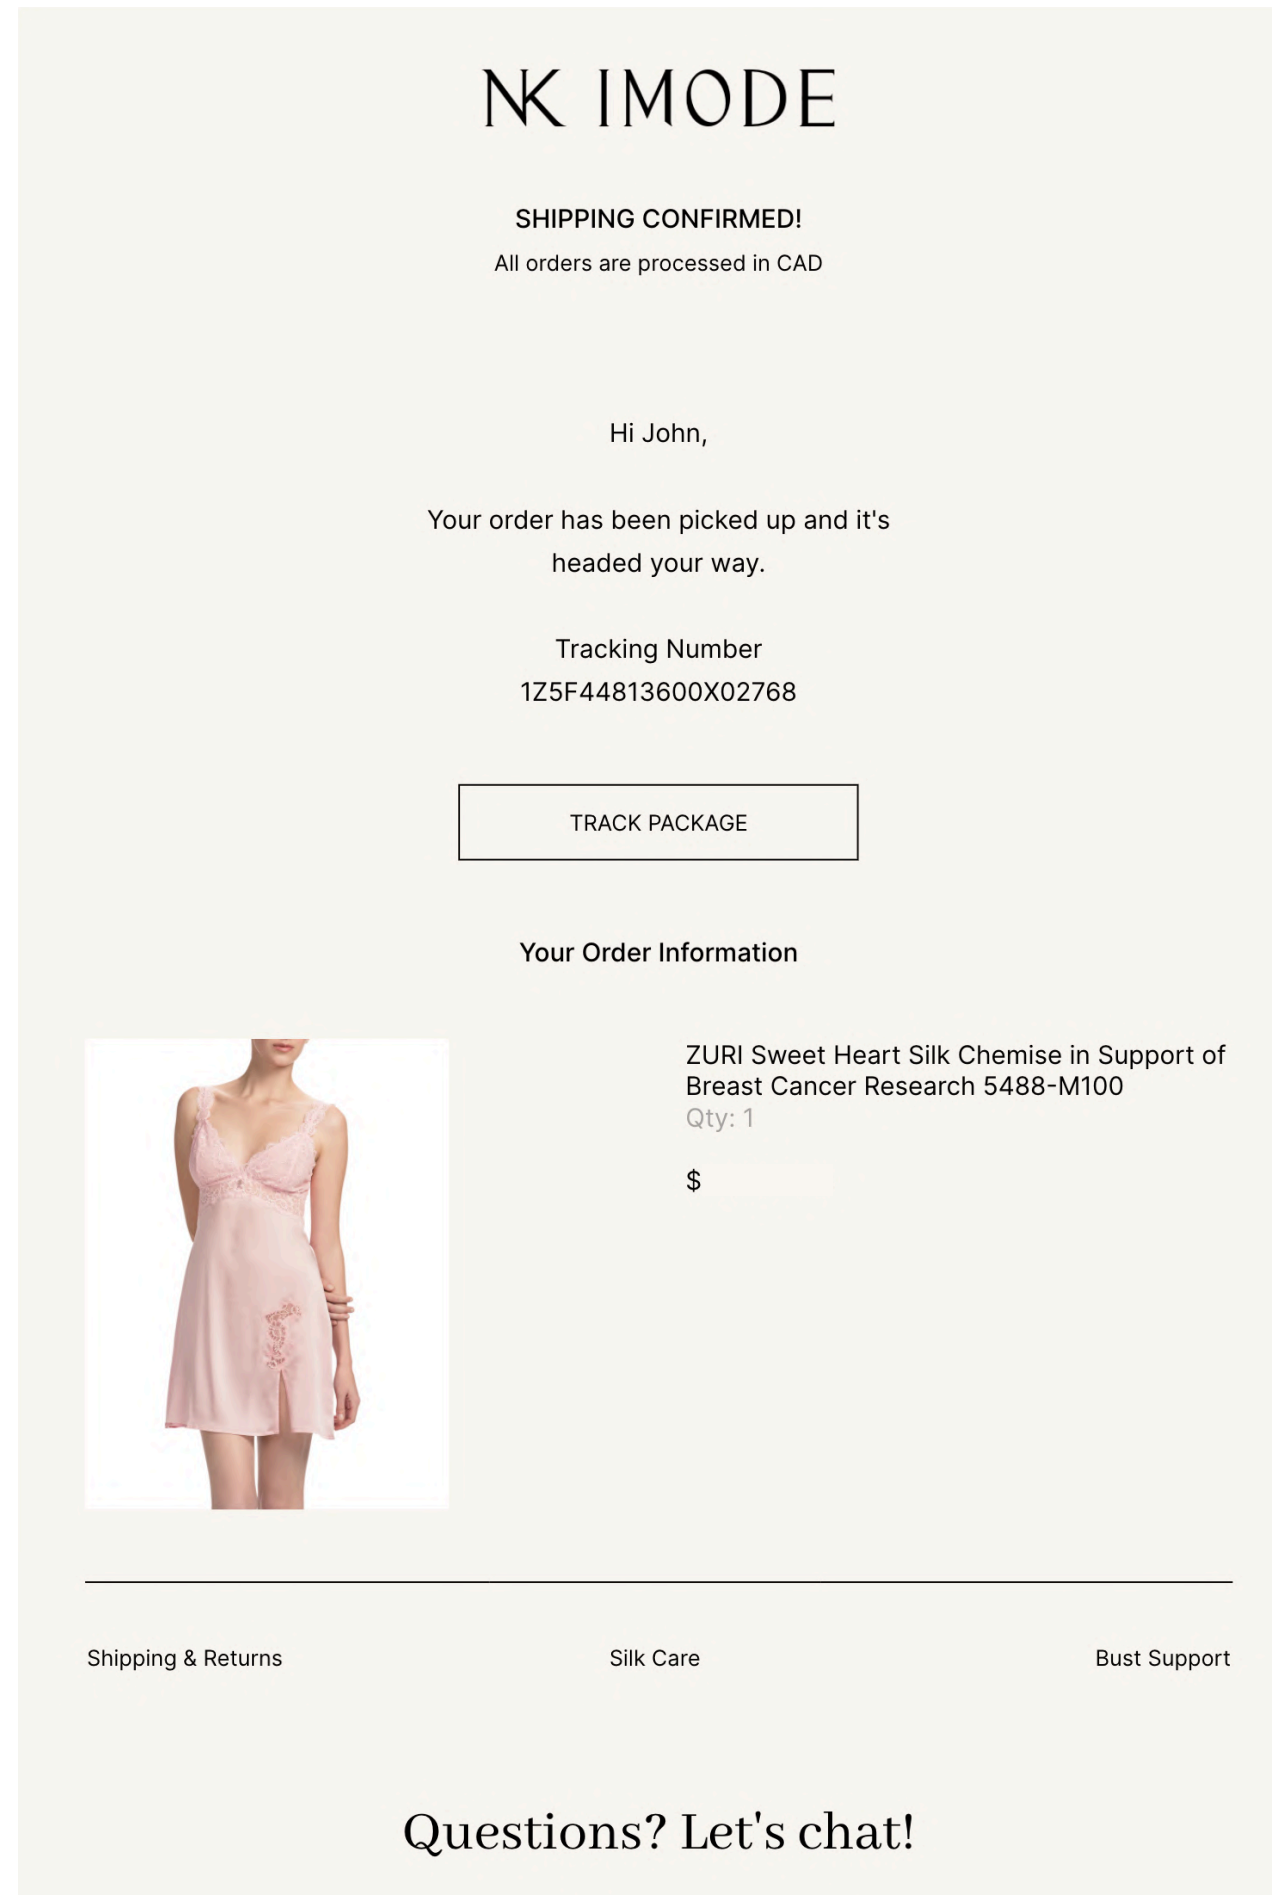 NK IMODE
SHIPPING CONFIRMED!
All orders are processed in CAD
Hi John,
Your order has been picked up and it's
headed your way.
Tracking Number
1Z5F44813600X02768
TRACK PACKAGE
Your Order Information
ZURI Sweet Heart Silk Chemise in Support of
Breast Cancer Research 5488-M100
Qty: 1
$
Shipping & Returns
Silk Care
Bust Support
Questions? Let's chat!